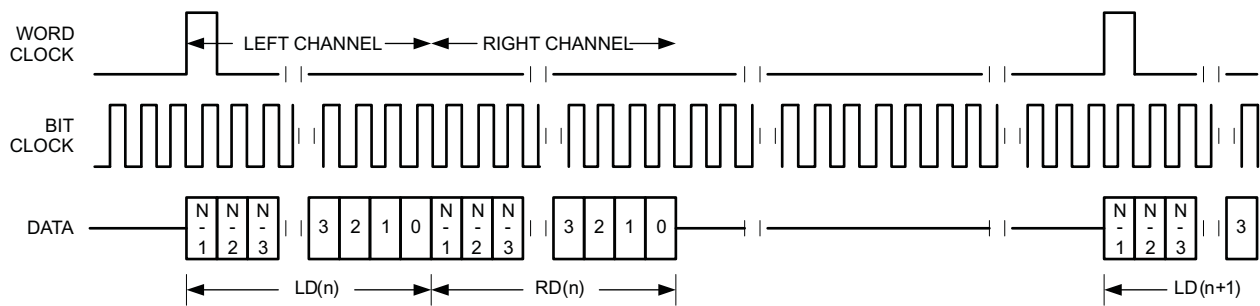 WORD
CLOCK
LEFT CHANNEL
RIGHT CHANNEL
BIT
CLOCK
DATA
N-1 N-2 N-3 3 2 1 0 N-1 N-2 N-3 3 2 1 0 N-1 N-2 N-3 3
LD(n) RD(n) LD(n+1)